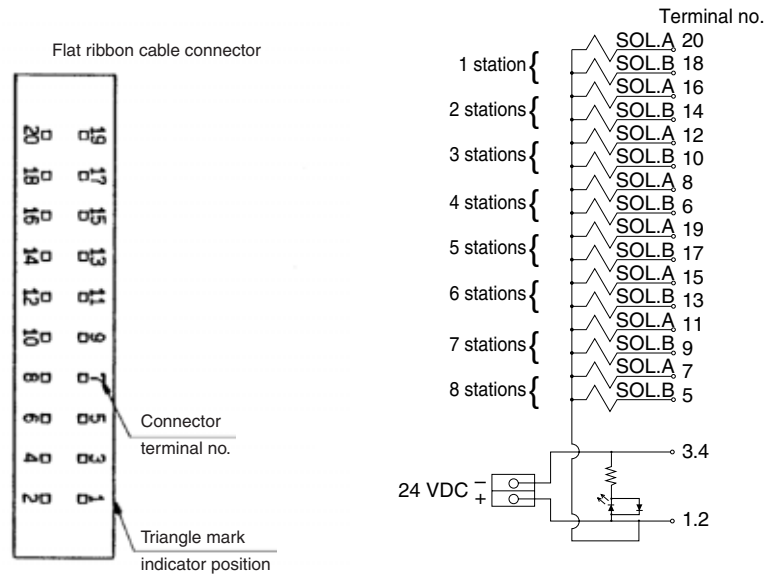 Flat ribbon cable connector
20 19
18 17
16 15
14 13
12 11
10 9
8 7
6 5
4 3
2 1
Connector
terminal no.
Triangle mark
indicator position
Terminal no.
1 station{
SOL.A 20
SOL.B 18
2 stations{
SOL.A 16
SOL.B 14
3 stations{
SOL.A 12
SOL.B 10
4 stations{
SOL.A 8
SOL.B 6
5 stations{
SOL.A 19
SOL.B 17
6 stations{
SOL.A 15
SOL.B 13
7 stations{
SOL.A 11
SOL.B 9
8 stations{
SOL.A 7
SOL.B 5
24 VDC
–
+
3.4
1.2